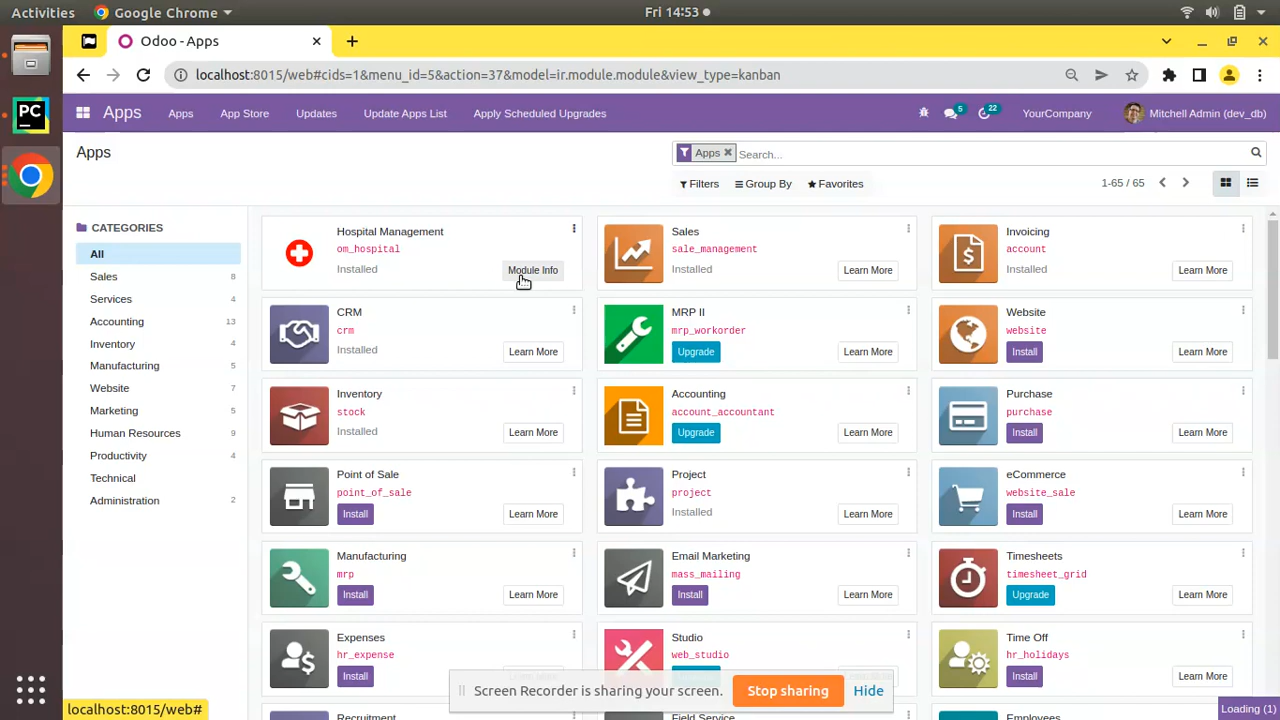 Activities
Google Chrome
Fri 14:53
Odoo - Apps
localhost:8015/web#cids=1&menu_id=5&action=37&model=ir.module.module&view_type=kanban
Apps
Apps
App Store
Updates
Update Apps List
Apply Scheduled Upgrades
5
22
YourCompany
Mitchell Admin (dev_db)
Apps
Apps
Search...
Filters
Group By
Favorites
1-65 / 65
CATEGORIES
All
Sales 8
Services 4
Accounting 13
Inventory 4
Manufacturing 5
Website 7
Marketing 5
Human Resources 9
Productivity 4
Technical
Administration 2
Hospital Management
om_hospital
Installed
Module Info
Sales
sale_management
Installed
Learn More
Invoicing
account
Installed
Learn More
CRM
crm
Installed
Learn More
MRP II
mrp_workorder
Upgrade
Website
website
Install
Learn More
Inventory
stock
Installed
Learn More
Accounting
account_accountant
Upgrade
Learn More
Purchase
purchase
Install
Learn More
Point of Sale
point_of_sale
Install
Learn More
Project
project
Installed
Learn More
eCommerce
website_sale
Install
Learn More
Manufacturing
mrp
Install
Learn More
Email Marketing
mass_mailing
Install
Learn More
Timesheets
timesheet_grid
Upgrade
Learn More
Expenses
hr_expense
Install
Studio
web_studio
Time Off
hr_holidays
Install
Learn More
Screen Recorder is sharing your screen.
Stop sharing
Hide
Recruitment
Field Service
Employees
localhost:8015/web#
Loading (1)
PC